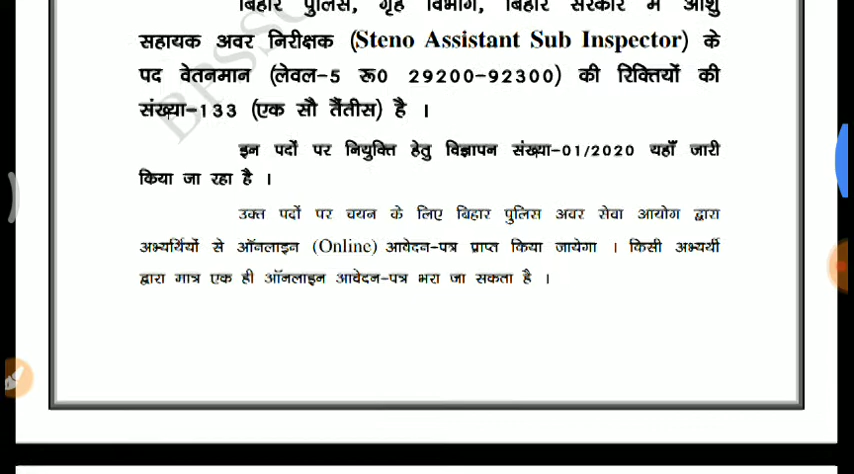 बिहार पुलिस, गृह विभाग, बिहार सरकार में आशु
सहायक अवर निरीक्षक (Steno Assistant Sub Inspector) के
पद वेतनमान (लेवल-5 रू0 29200-92300) की रिक्तियों की
संख्या-133 (एक सौ तैंतीस) है ।
इन पदों पर नियुक्ति हेतु विज्ञापन संख्या-01/2020 यहाँ जारी
किया जा रहा है ।
उक्त पदों पर चयन के लिए बिहार पुलिस अवर सेवा आयोग द्वारा
अभ्यर्थियों से ऑनलाइन (Online) आवेदन-पत्र प्राप्त किया जायेगा । किसी अभ्यर्थी
द्वारा मात्र एक ही ऑनलाइन आवेदन-पत्र भरा जा सकता है ।